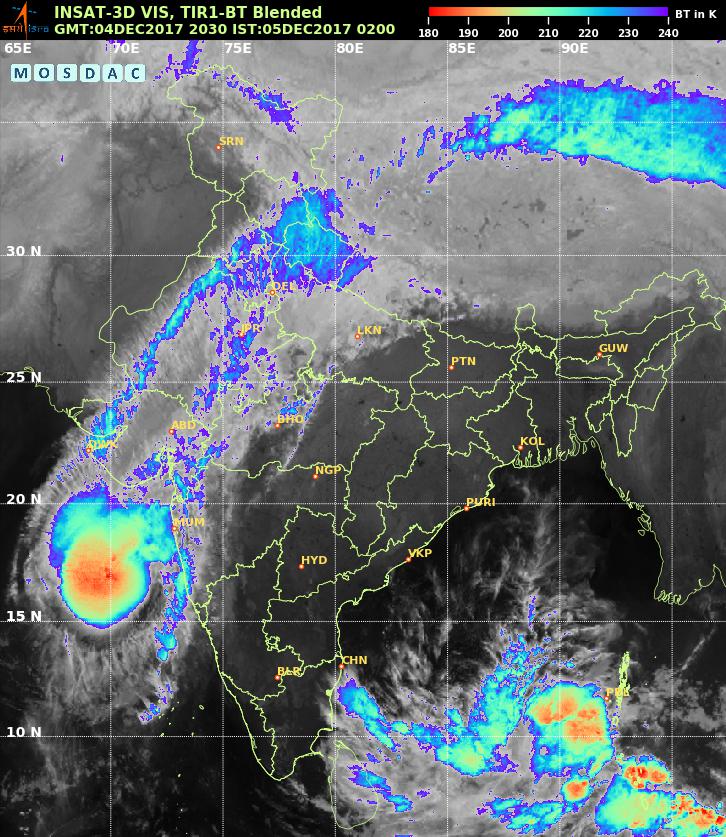 INSAT-3D VIS, TIR1-BT Blended
GMT:04DEC2017 2030 IST:05DEC2017 0200
BT in K
180 190 200 210 220 230 240
65E 70E 75E 80E 85E 90E
MOSDAC
SRN
30 N
DEL
JPR
LKN
GUW
PTN
25 N
ABD
BHO
DWK
KOL
NGP
20 N
PURI
MUM
VKP
HYD
15 N
CHN
BLR
PBL
10 N